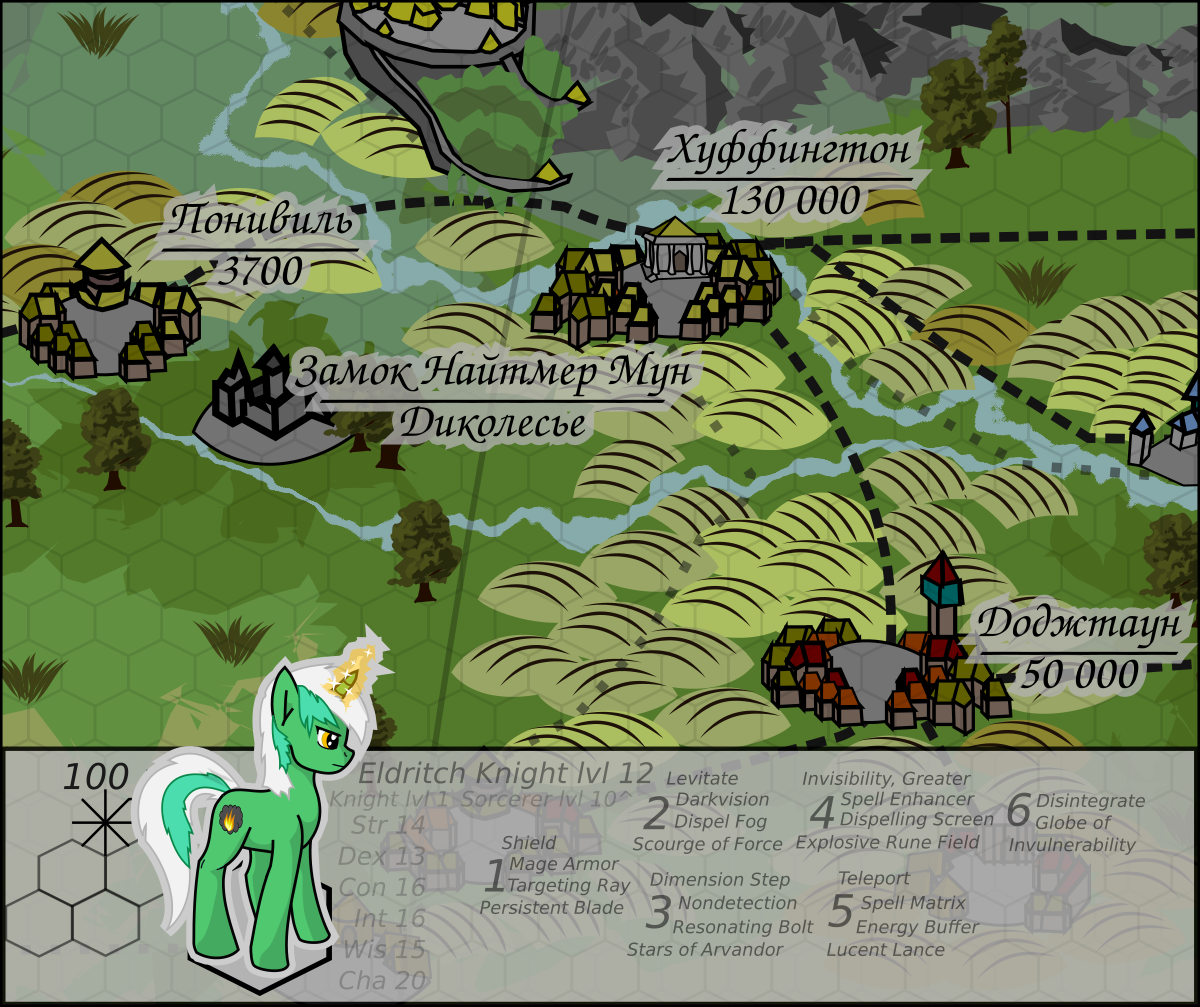 Хуффингтон
130 000
Понивиль
3700
Замок Найтмер Мун
Диколесье
Доджтаун
50 000
100
Eldritch Knight lvl 12
Knight lvl 1 Sorcerer lvl 10^
Str 14
Dex 13
Con 16
Int 16
Wis 15
Cha 20
1
Shield
Mage Armor
Targeting Ray
Persistent Blade
2
Levitate
Darkvision
Dispel Fog
Scourge of Force
3
Dimension Step
Nondetection
Resonating Bolt
Stars of Arvandor
4
Invisibility, Greater
Spell Enhancer
Dispelling Screen
Explosive Rune Field
5
Teleport
Spell Matrix
Energy Buffer
Lucent Lance
6
Disintegrate
Globe of
Invulnerability